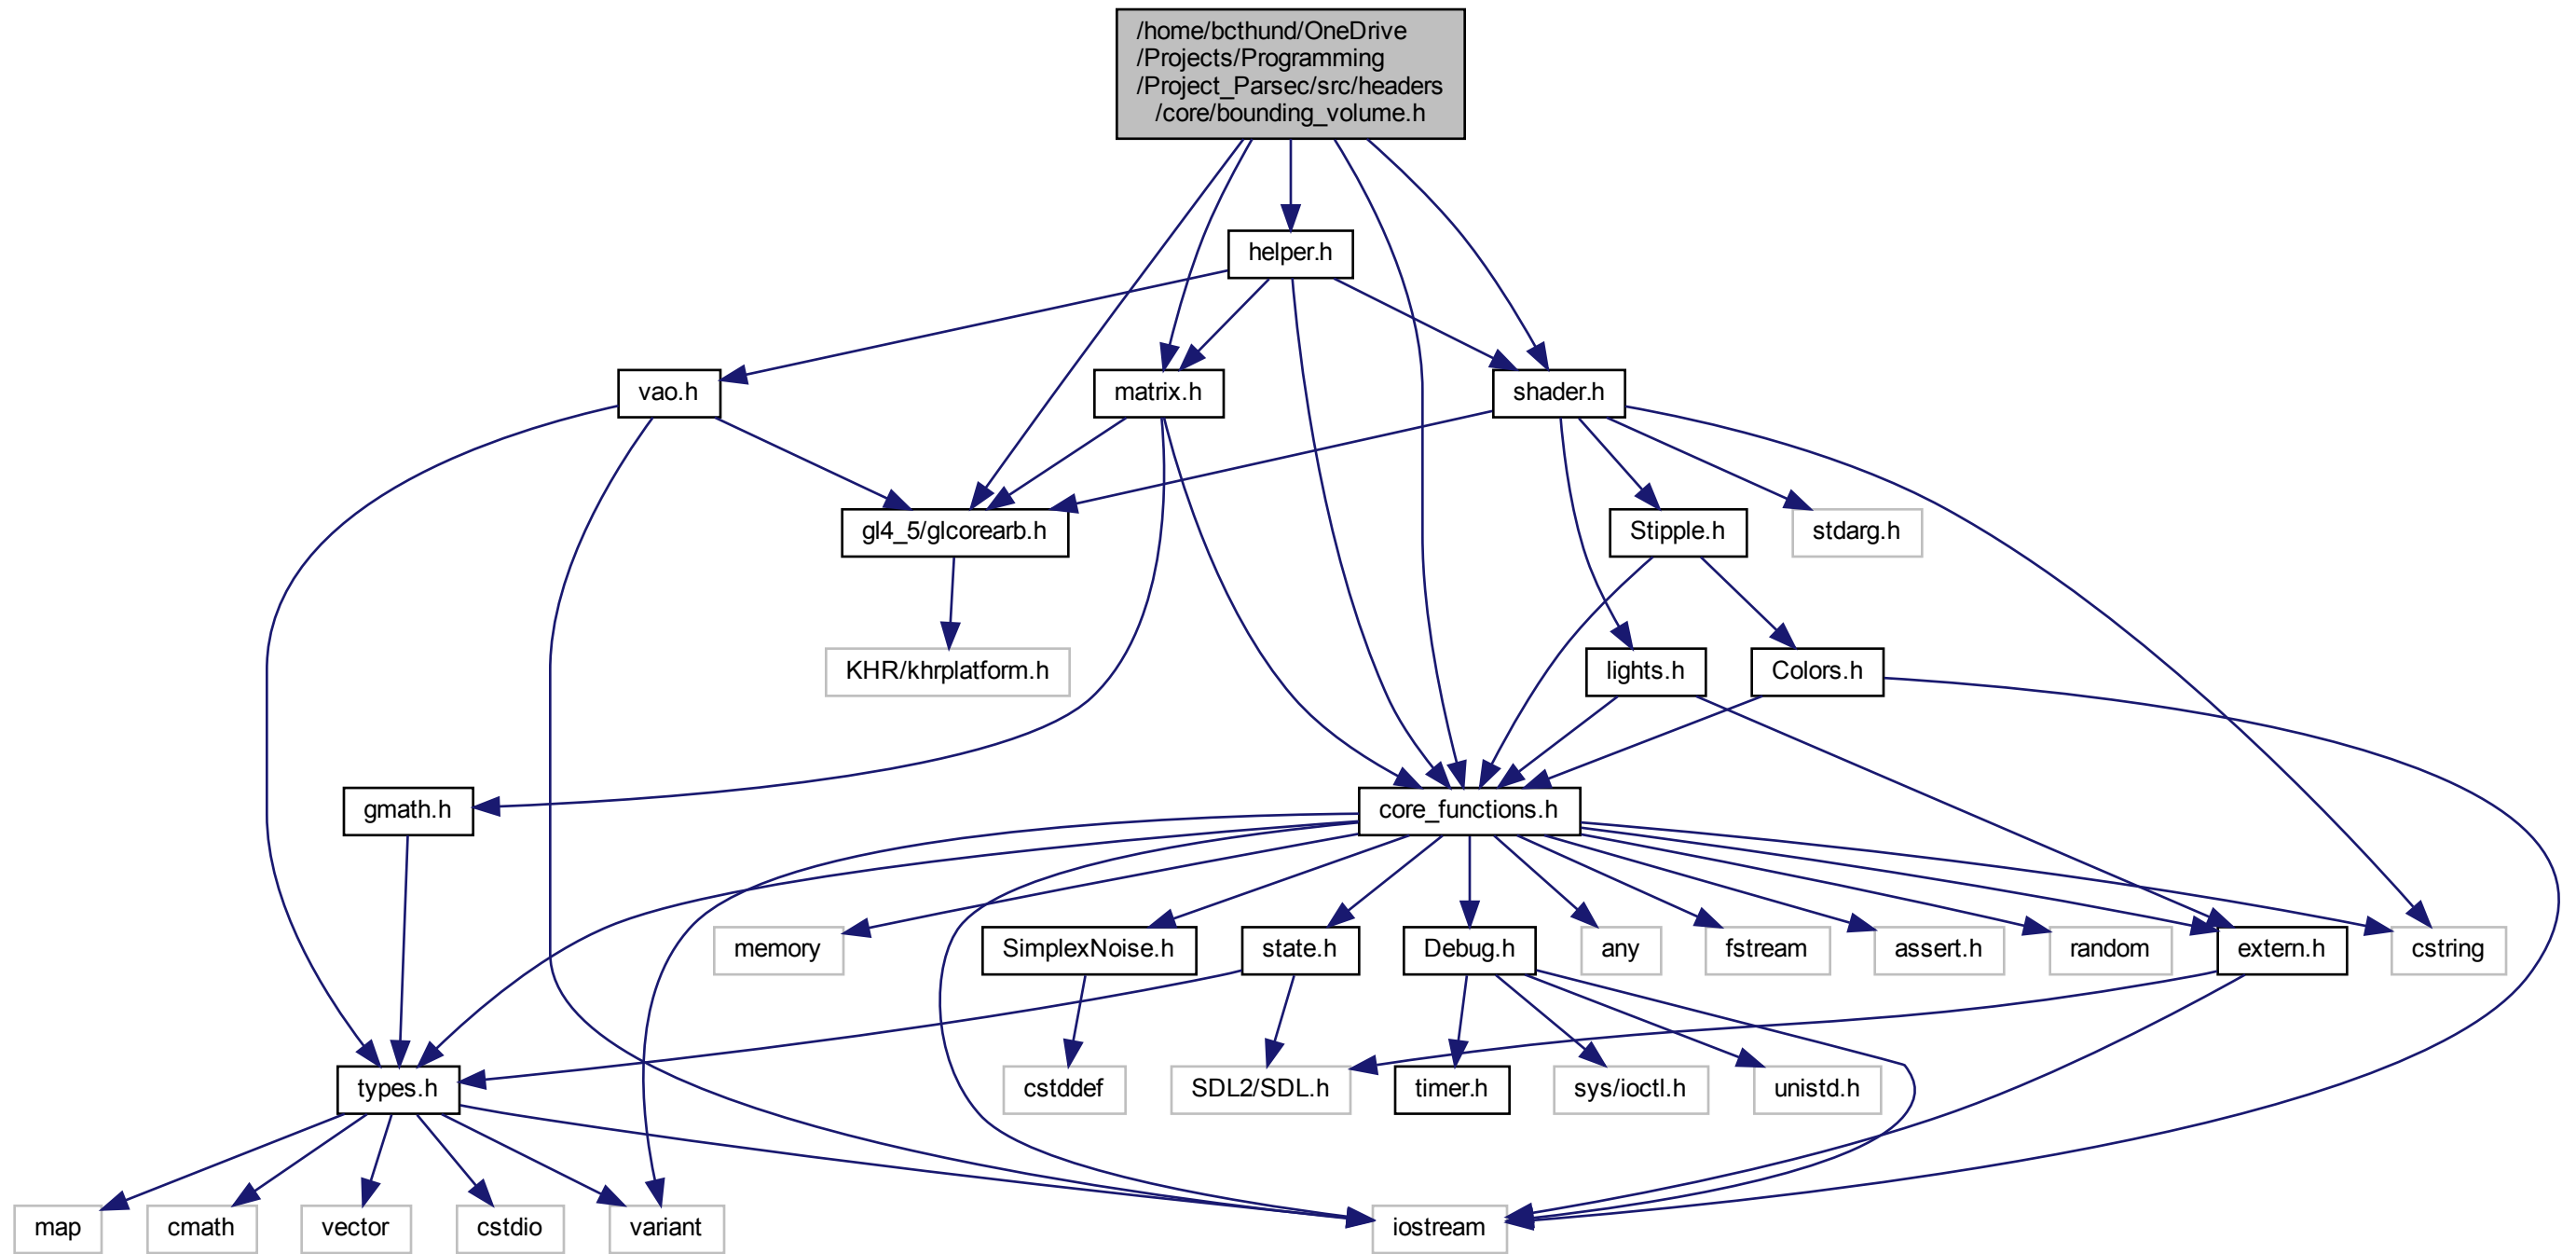 /home/bcthund/OneDrive
/Projects/Programming
/Project_Parsec/src/headers
/core/bounding_volume.h
helper.h
vao.h
matrix.h
shader.h
gl4_5/glcorearb.h
Stipple.h
stdarg.h
KHR/khrplatform.h
lights.h
Colors.h
gmath.h
core_functions.h
memory
SimplexNoise.h
state.h
Debug.h
any
fstream
assert.h
random
extern.h
cstring
types.h
cstddef
SDL2/SDL.h
timer.h
sys/ioctl.h
unistd.h
map
cmath
vector
cstdio
variant
iostream